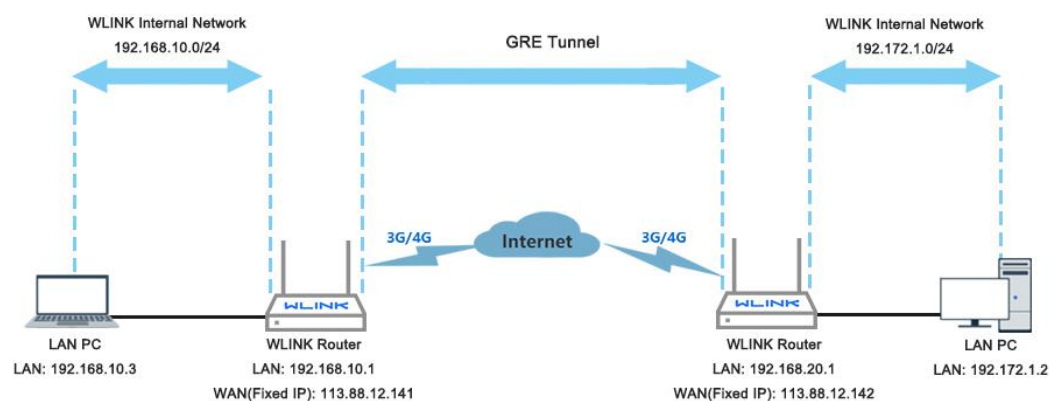 WLINK Internal Network
192.168.10.0/24
GRE Tunnel
WLINK Internal Network
192.172.1.0/24
3G/4G
Internet
3G/4G
WLINK
WLINK
LAN PC
LAN: 192.168.10.3
WLINK Router
LAN: 192.168.10.1
WAN(Fixed IP): 113.88.12.141
WLINK Router
LAN: 192.168.20.1
WAN(Fixed IP): 113.88.12.142
LAN PC
LAN: 192.172.1.2